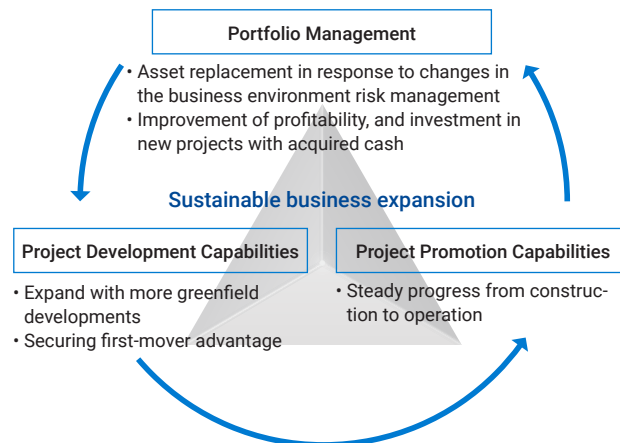 Portfolio Management
• Asset replacement in response to changes in
the business environment risk management
• Improvement of profitability, and investment in
new projects with acquired cash
Sustainable business expansion
Project Development Capabilities
• Expand with more greenfield
developments
• Securing first-mover advantage
Project Promotion Capabilities
• Steady progress from construc-
tion to operation